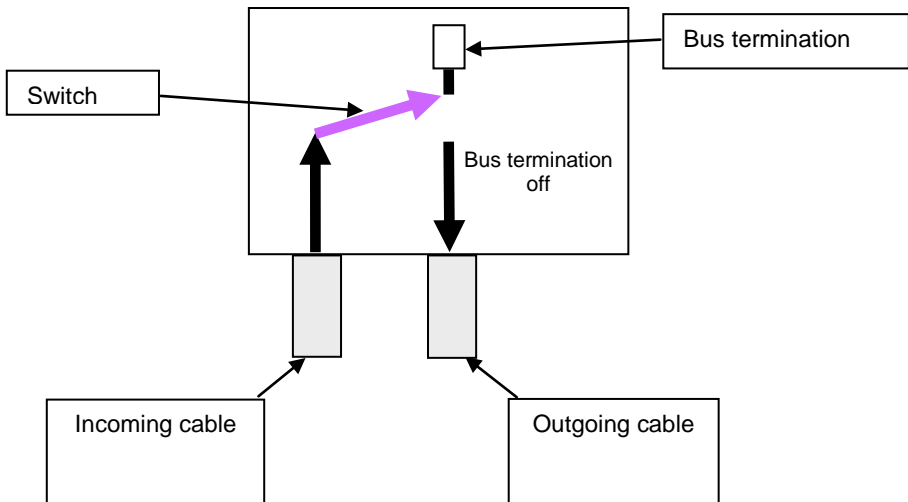 Bus termination
Switch
Bus termination
off
Incoming cable
Outgoing cable